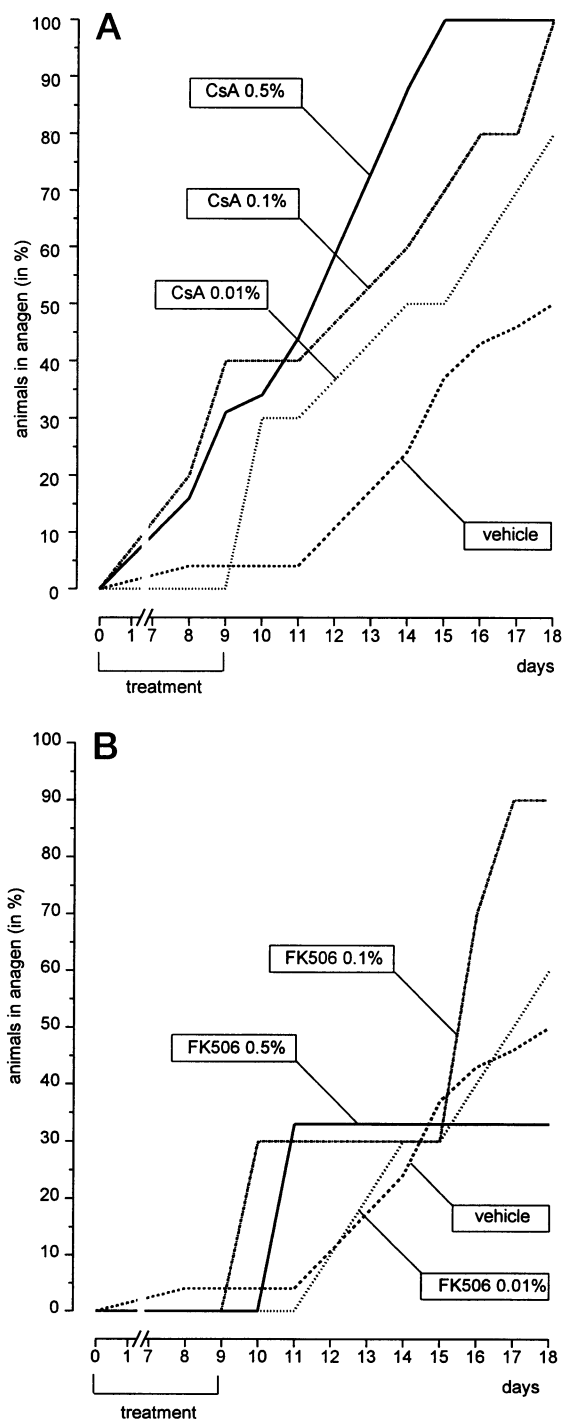 A
100
90
80
70
60
50
40
30
20
10
0
animals in anagen (in %)
CsA 0.5%
CsA 0.1%
CsA 0.01%
vehicle
0 1 7 8 9 10 11 12 13 14 15 16 17 18
days
treatment
B
100
90
80
70
60
50
40
30
20
10
0
animals in anagen (in %)
FK506 0.1%
FK506 0.5%
vehicle
FK506 0.01%
0 1 7 8 9 10 11 12 13 14 15 16 17 18
days
treatment